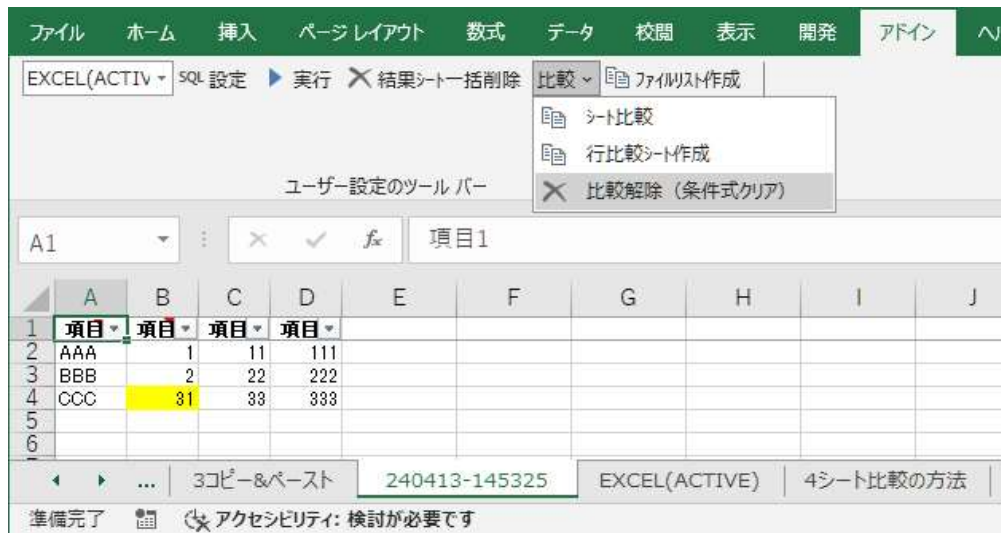 ファイル ホーム 挿入 ページ レイアウト 数式 データ 校閲 表示 開発 アドイン
EXCEL(ACTIV SQL 設定 実行 結果シート一括削除 比較 ファイルリスト作成
シート比較
行比較シート作成
比較解除（条件式クリア）
ユーザー設定のツール バー
A1 fx 項目1
A B C D E F G H I J
1 項目 項目 項目 項目
2 AAA 1 11 111
3 BBB 2 22 222
4 CCC 31 33 333
5
6
... 3コピー&ペースト 240413-145325 EXCEL(ACTIVE) 4シート比較の方法
準備完了 アクセシビリティ: 検討が必要です